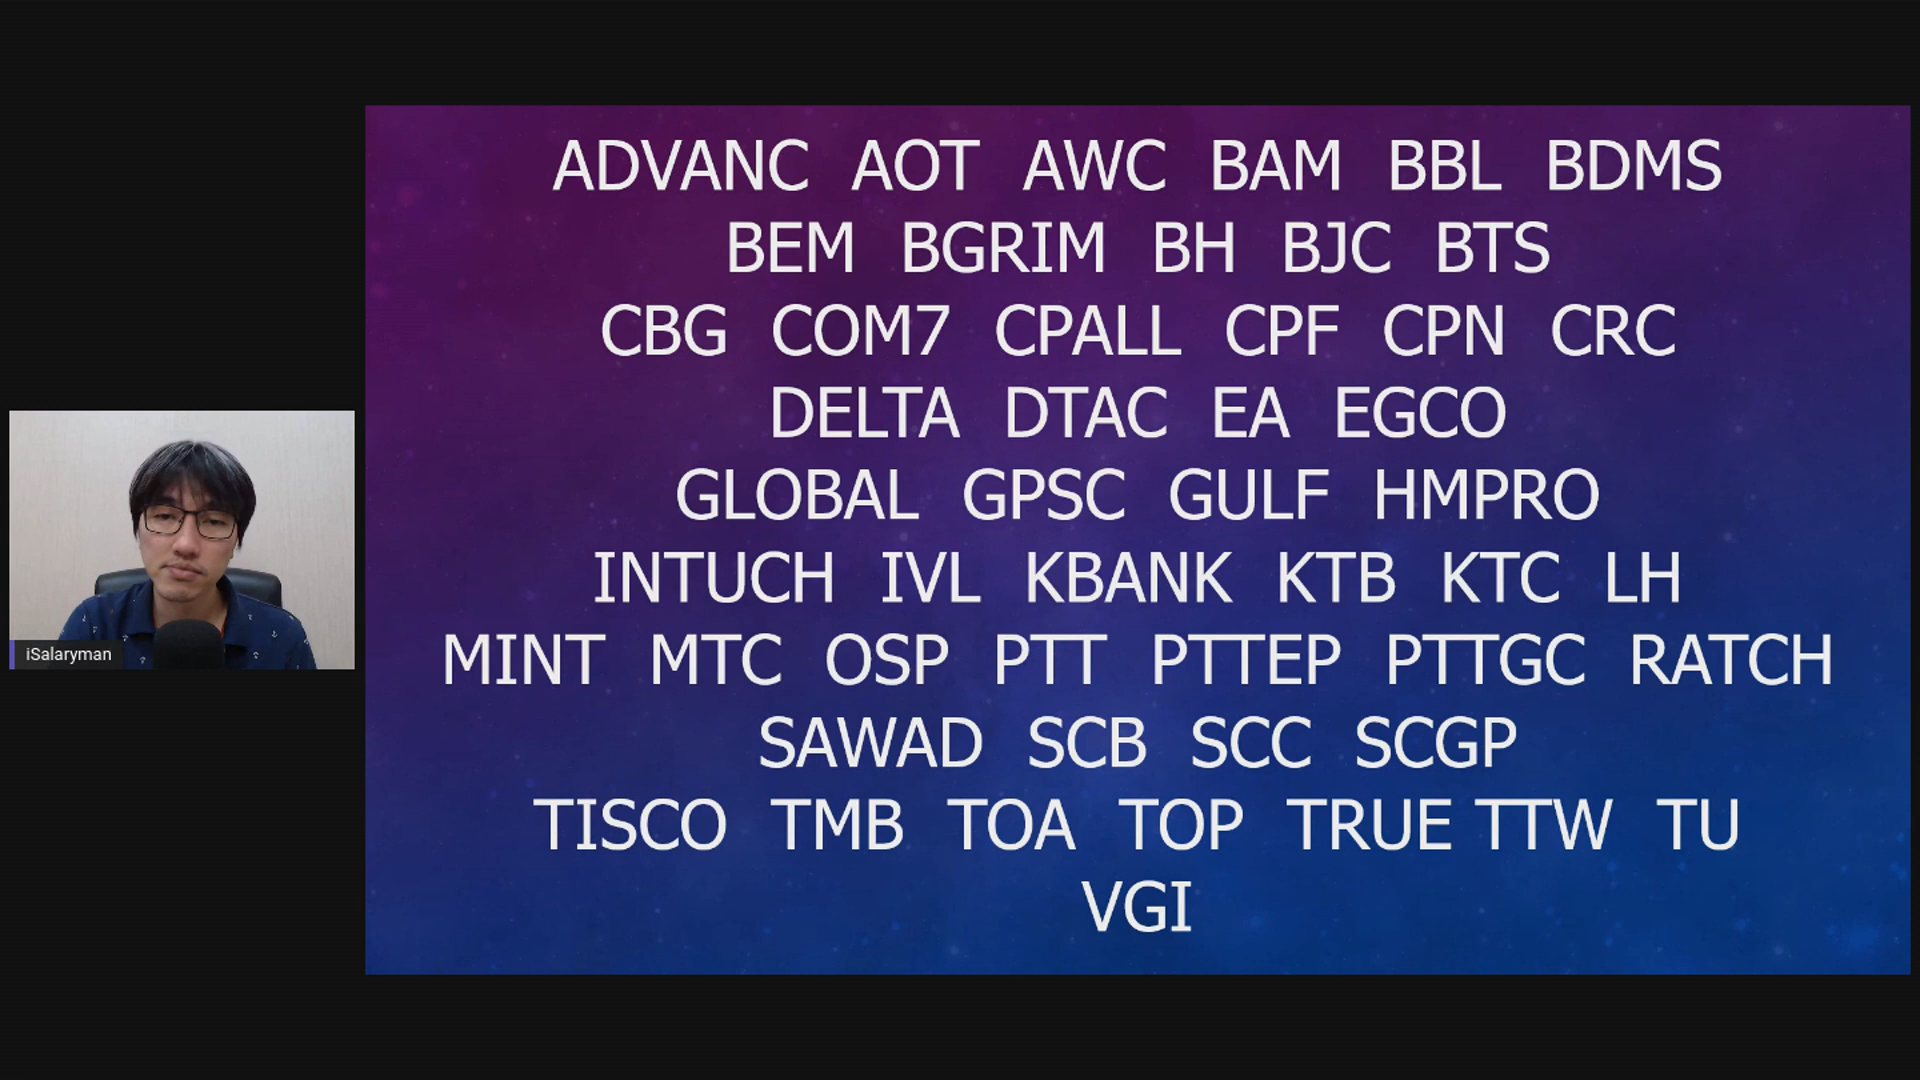 ADVANC AOT AWC BAM BBL BDMS
BEM BGRIM BH BJC BTS
CBG COM7 CPALL CPF CPN CRC
DELTA DTAC EA EGCO
GLOBAL GPSC GULF HMPRO
INTUCH IVL KBANK KTB KTC LH
MINT MTC OSP PTT PTTEP PTTGC RATCH
SAWAD SCB SCC SCGP
TISCO TMB TOA TOP TRUE TTW TU
VGI
iSalaryman